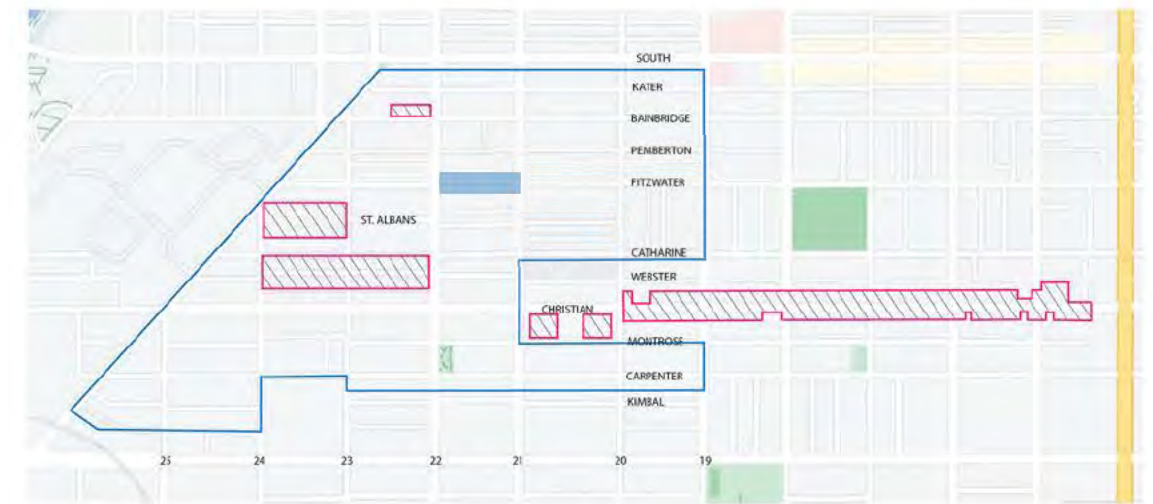 SOUTH
KATER
BAINBRIDGE
PEMBERTON
FITZWATER
ST. ALBANS
CATHARINE
WEBSTER
CHRISTIAN
MONTROSE
CARPENTER
KIMBAL
25 24 23 22 21 20 19